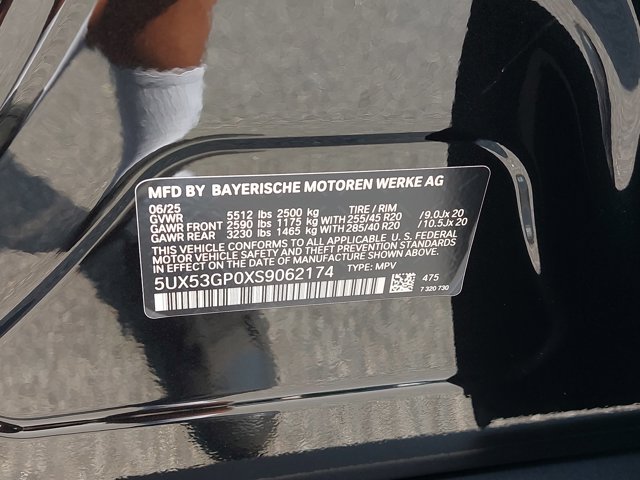 MFD BY BAYERISCHE MOTOREN WERKE AG
06/25
GVWR 5512 lbs 2500 kg TIRE / RIM
GAWR FRONT 2590 lbs 1175 kg WITH 255/45 R20 /9.0Jx 20
GAWR REAR 3230 lbs 1465 kg WITH 285/40 R20 /10.5Jx 20
THIS VEHICLE CONFORMS TO ALL APPLICABLE U. S. FEDERAL
MOTOR VEHICLE SAFETY AND THEFT PREVENTION STANDARDS
IN EFFECT ON THE DATE OF MANUFACTURE SHOWN ABOVE.
5UX53GP0XS9062174 TYPE: MPV
475
7 320 730